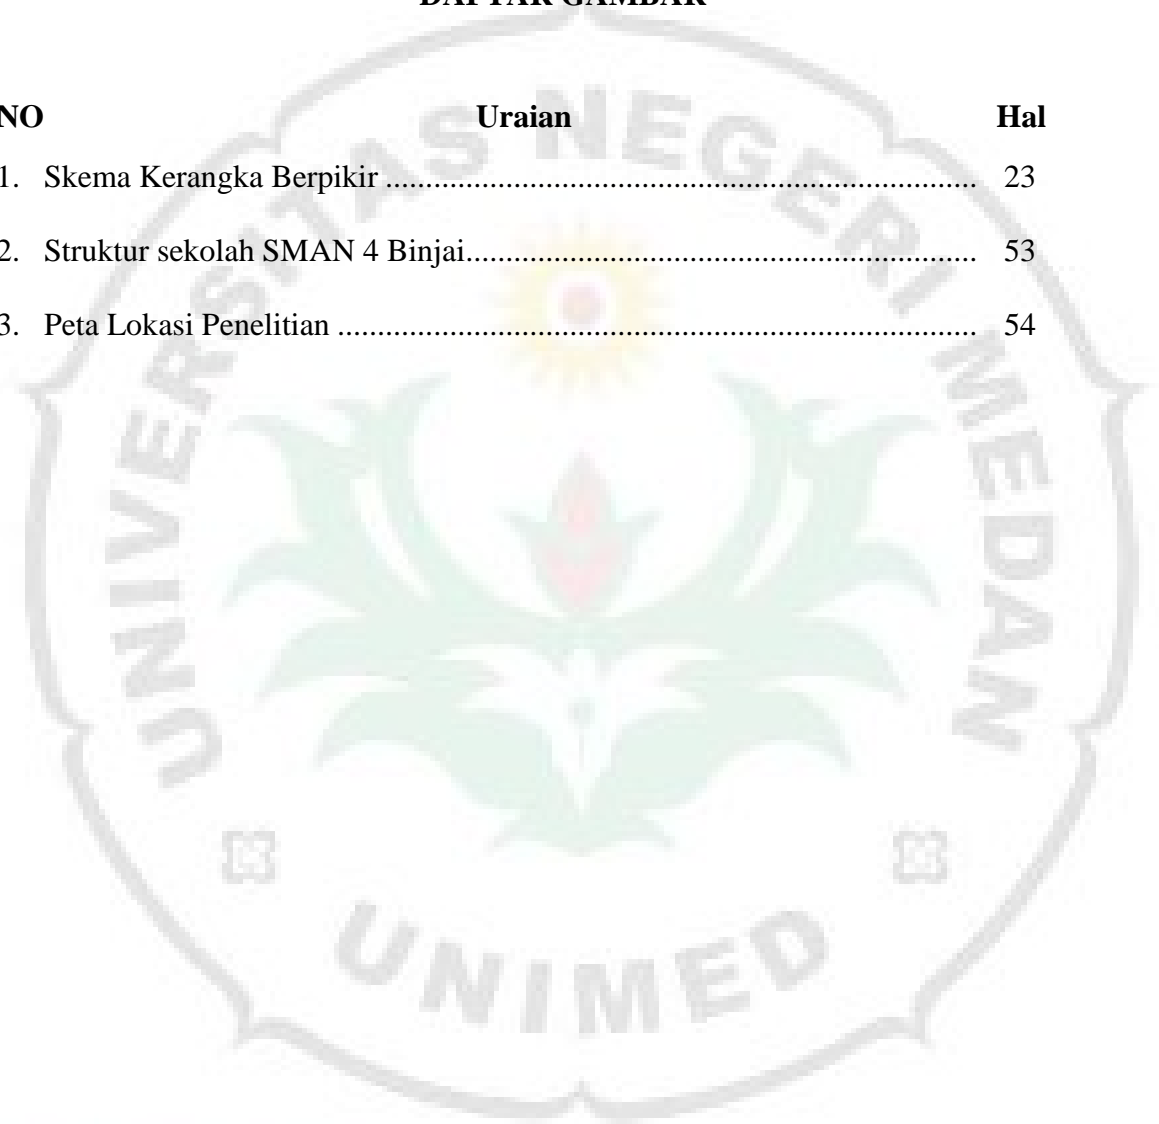 DAFTAR GAMBAR
NO Uraian Hal
1. Skema Kerangka Berpikir .......................................................................... 23
2. Struktur sekolah SMAN 4 Binjai................................................................ 53
3. Peta Lokasi Penelitian ................................................................................ 54
UNIVERSITAS NEGERI MEDAN
UNIMED